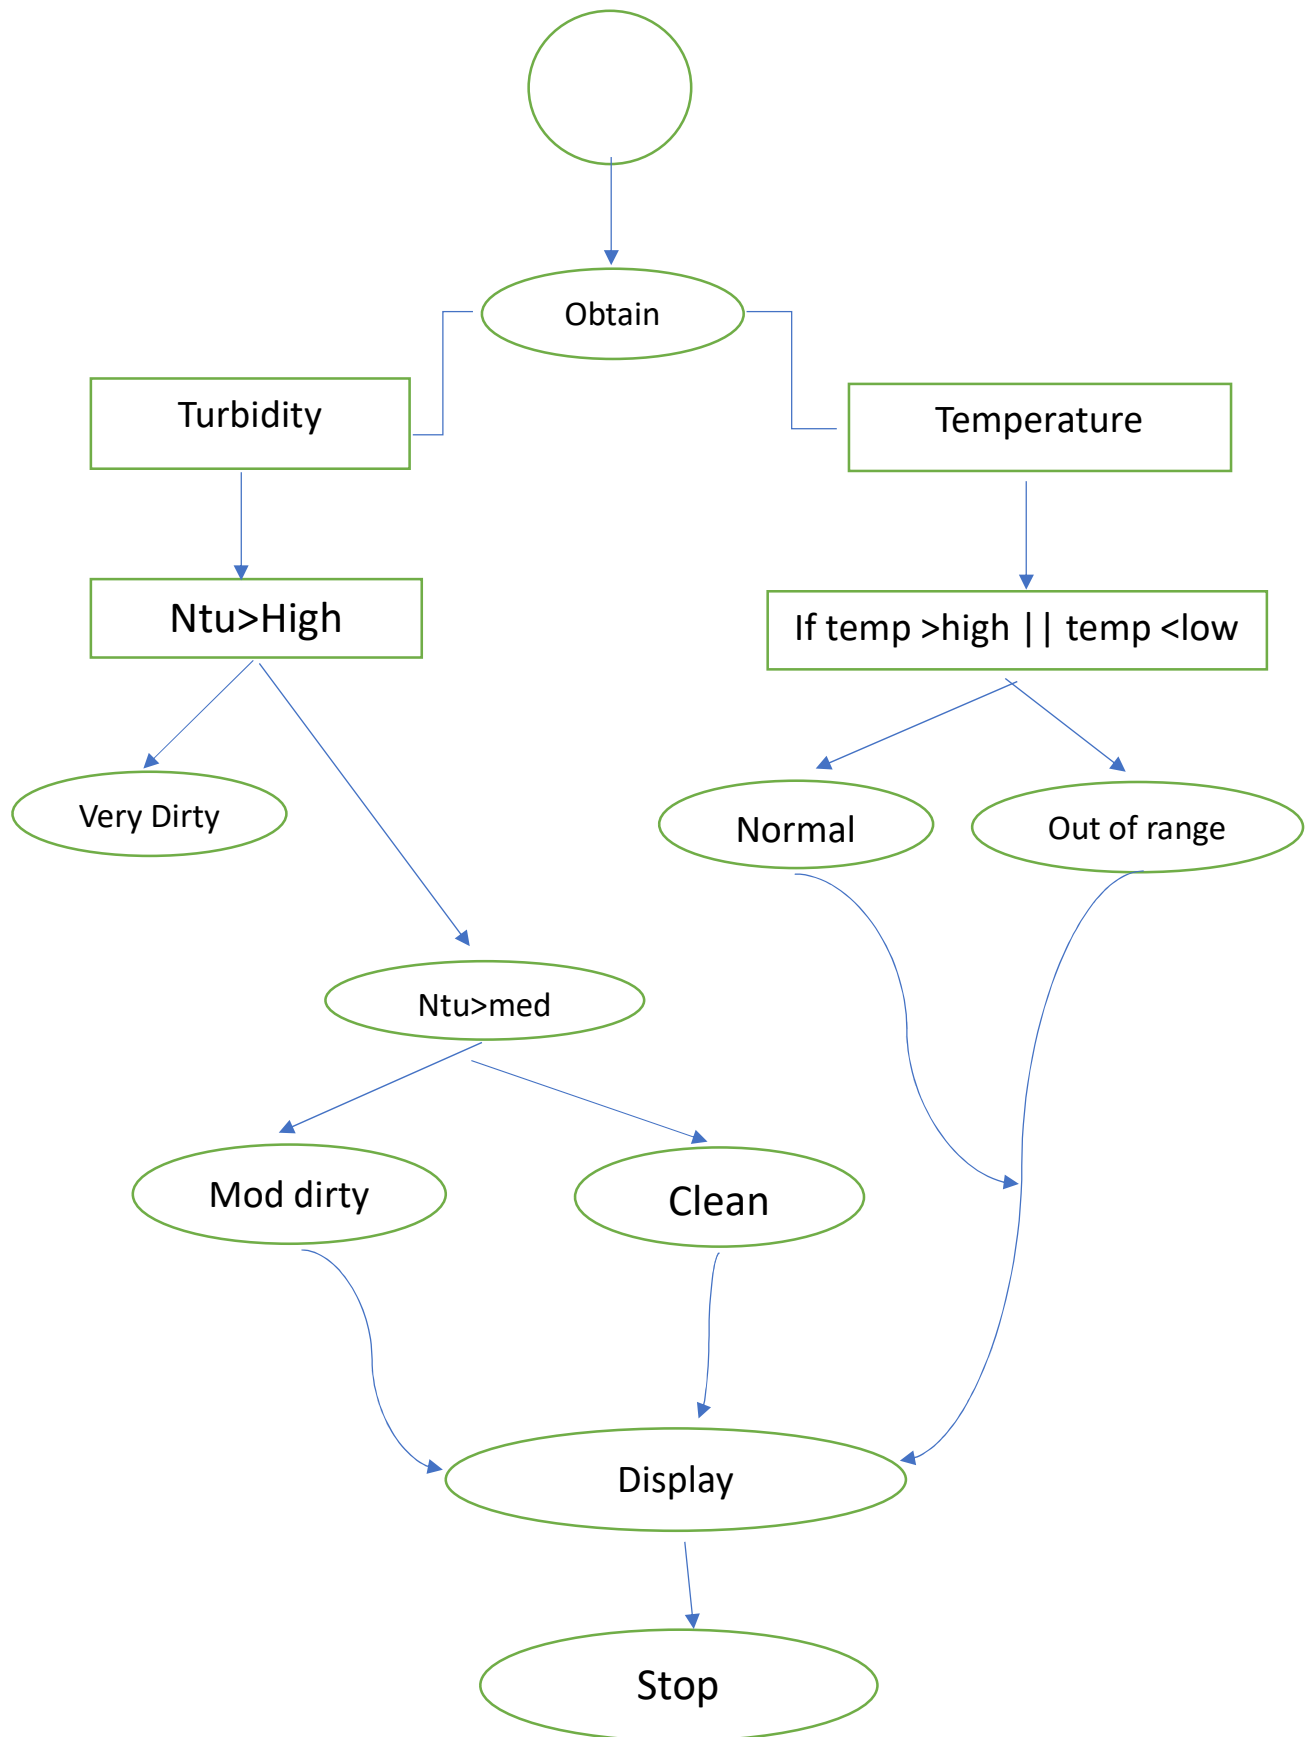 Obtain
Turbidity
Temperature
Ntu>High
If temp >high || temp <low
Very Dirty
Normal
Out of range
Ntu>med
Mod dirty
Clean
Display
Stop